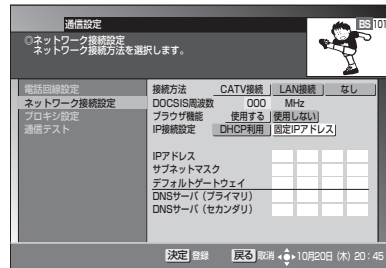 通信設定
BS 101
◎ネットワーク接続設定
ネットワーク接続方法を選択します。
電話回線設定
ネットワーク接続設定
プロキシ設定
通信テスト
接続方法 CATV接続 LAN接続 なし
DOCSIS周波数 000 MHz
ブラウザ機能 使用する 使用しない
IP接続設定 DHCP利用 固定IPアドレス
IPアドレス
サブネットマスク
デフォルトゲートウェイ
DNSサーバ（プライマリ）
DNSサーバ（セカンダリ）
決定 登録 戻る 取消 10月20日 (木) 20:45